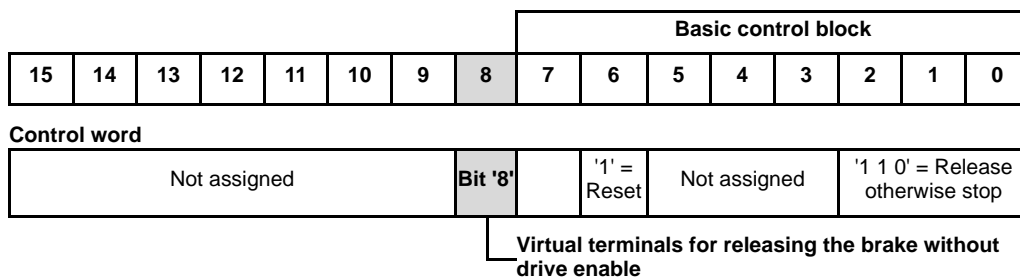 Basic control block
15 14 13 12 11 10 9 8 7 6 5 4 3 2 1 0
Control word
Not assigned Bit '8' '1' = Reset Not assigned '1 1 0' = Release otherwise stop
Virtual terminals for releasing the brake without
drive enable